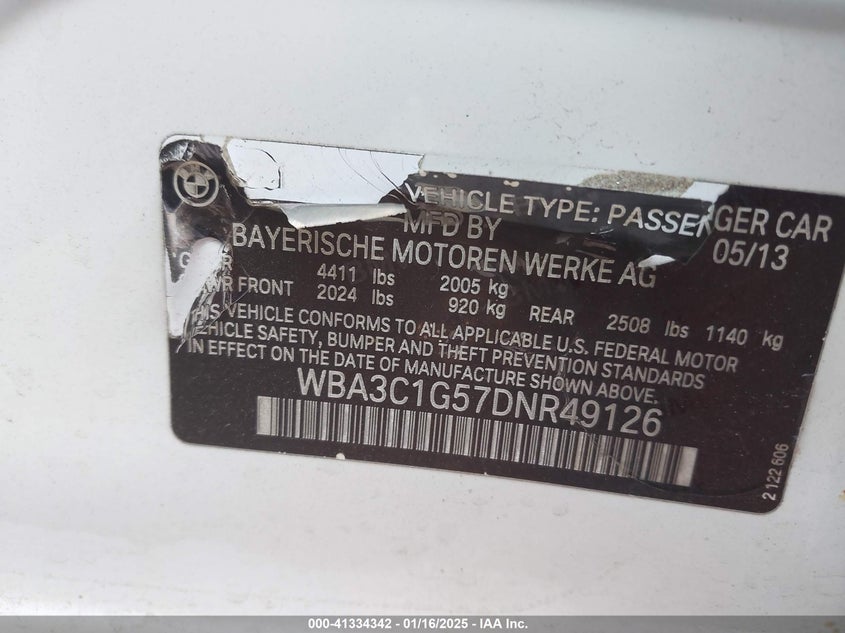 VEHICLE TYPE: PASSENGER CAR
MFD BY 05/13
BAYERISCHE MOTOREN WERKE AG
4411 lbs 2005 kg
FRONT 2024 lbs 920 kg REAR 2508 lbs 1140 kg
THIS VEHICLE CONFORMS TO ALL APPLICABLE U.S. FEDERAL MOTOR
VEHICLE SAFETY, BUMPER AND THEFT PREVENTION STANDARDS
IN EFFECT ON THE DATE OF MANUFACTURE SHOWN ABOVE.
WBA3C1G57DNR49126
2 122 606
000-41334342 - 01/16/2025 - IAA Inc.